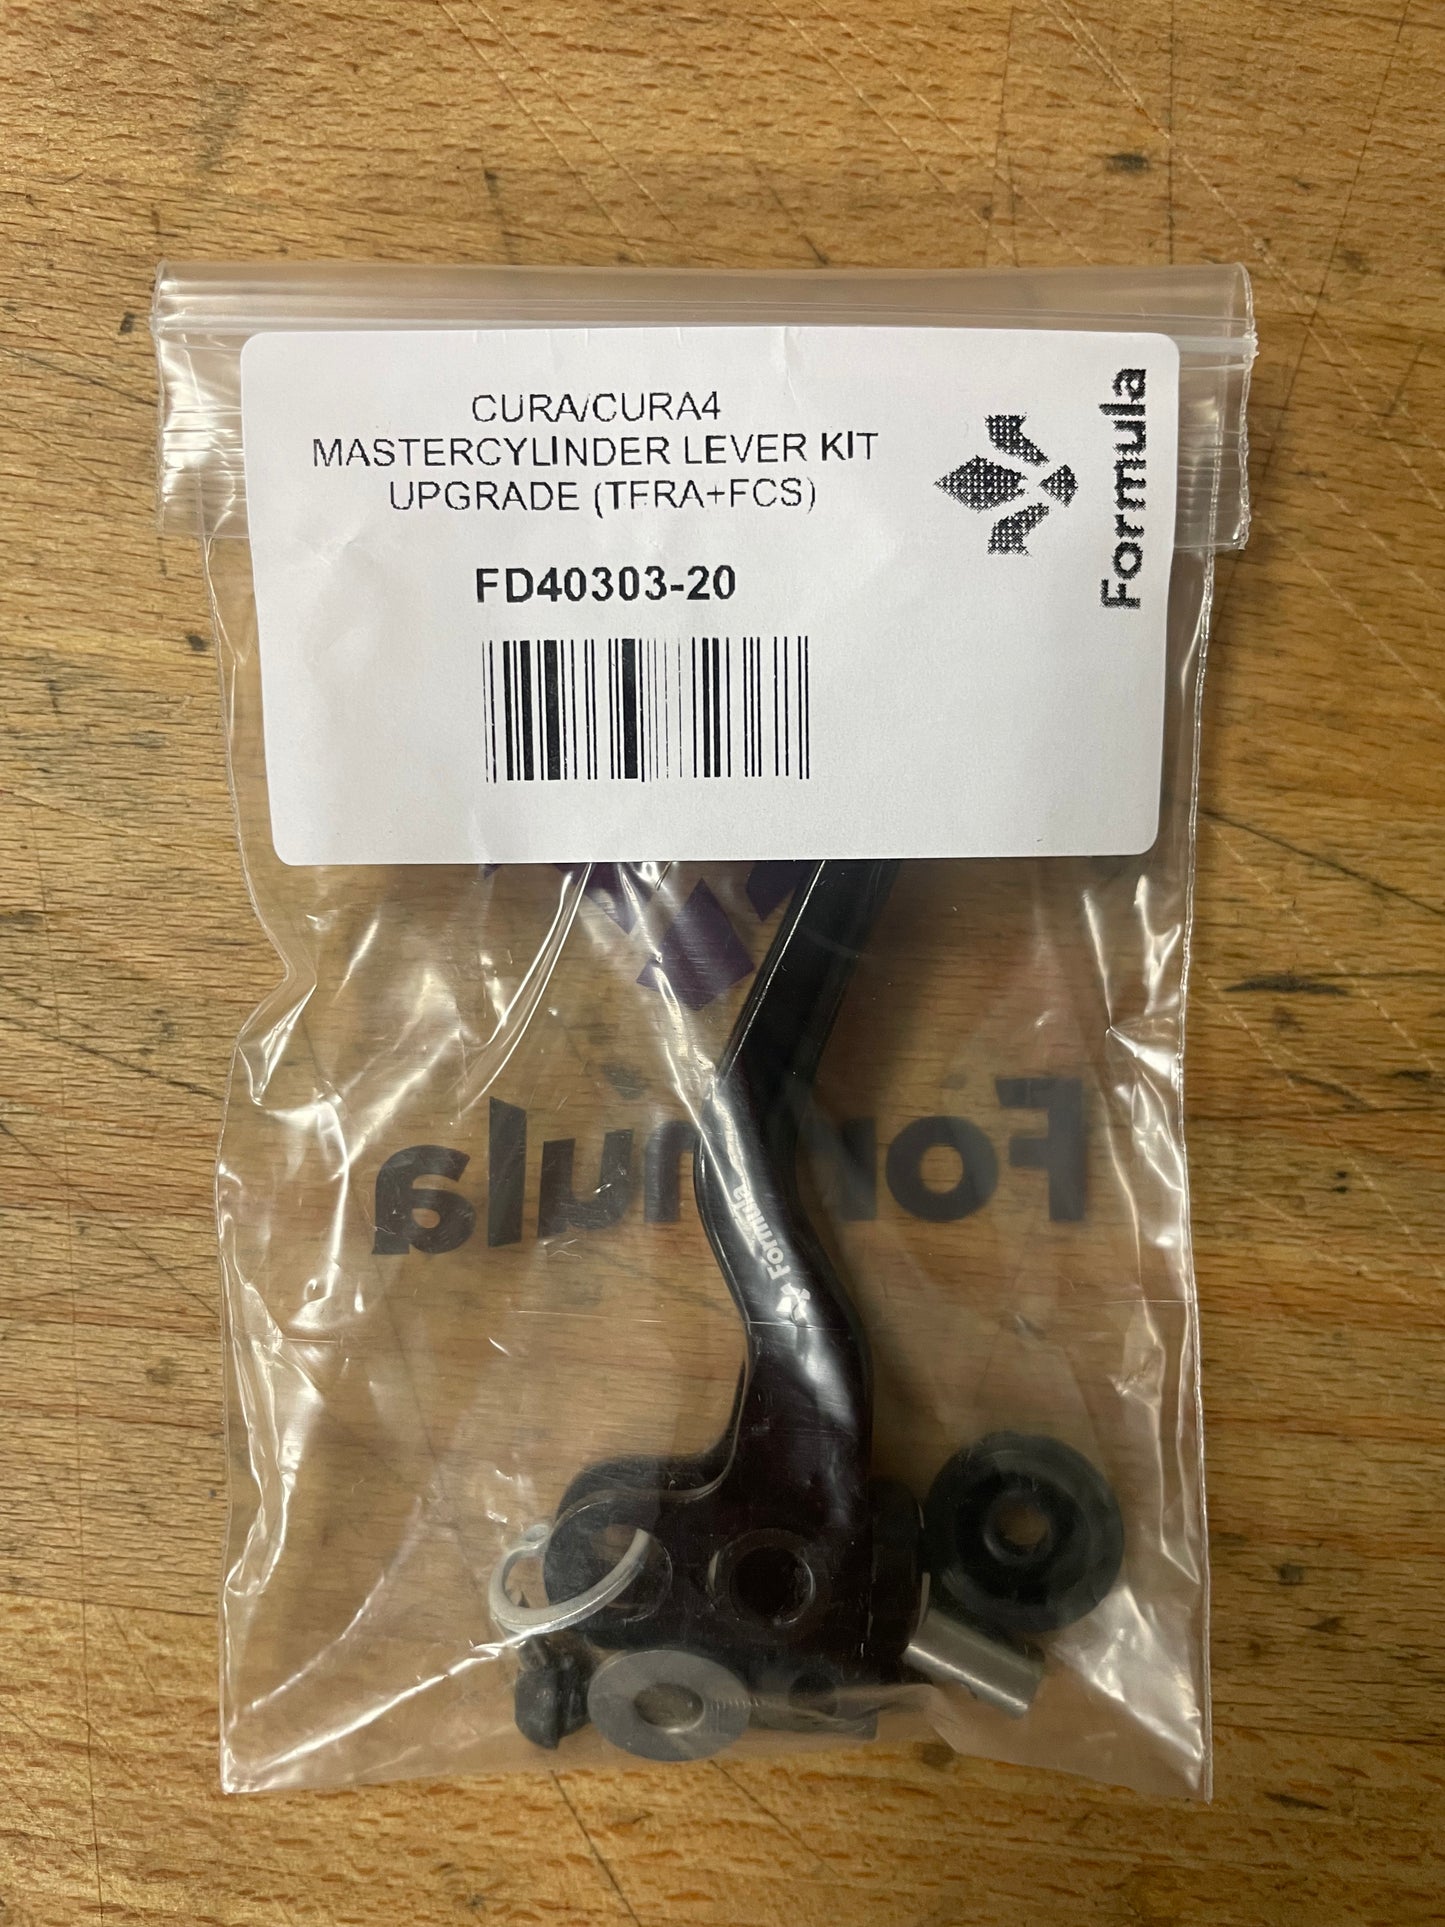 CURA/CURA4
MASTERCYLINDER LEVER KIT
UPGRADE (TFRA+FCS)
FD40303-20
Formula
Formula
Formula